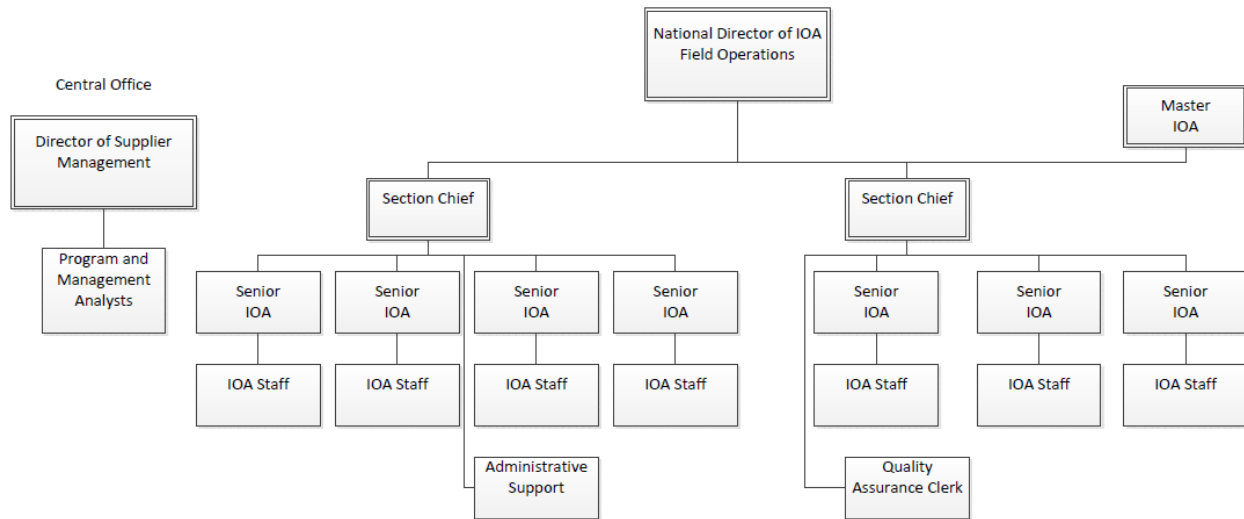 National Director of IOA
Field Operations
Central Office
Master
IOA
Director of Supplier
Management
Section Chief
Section Chief
Program and
Management
Analysts
Senior
IOA
Senior
IOA
Senior
IOA
Senior
IOA
Senior
IOA
Senior
IOA
Senior
IOA
IOA Staff
IOA Staff
IOA Staff
IOA Staff
IOA Staff
IOA Staff
IOA Staff
Administrative
Support
Quality
Assurance Clerk